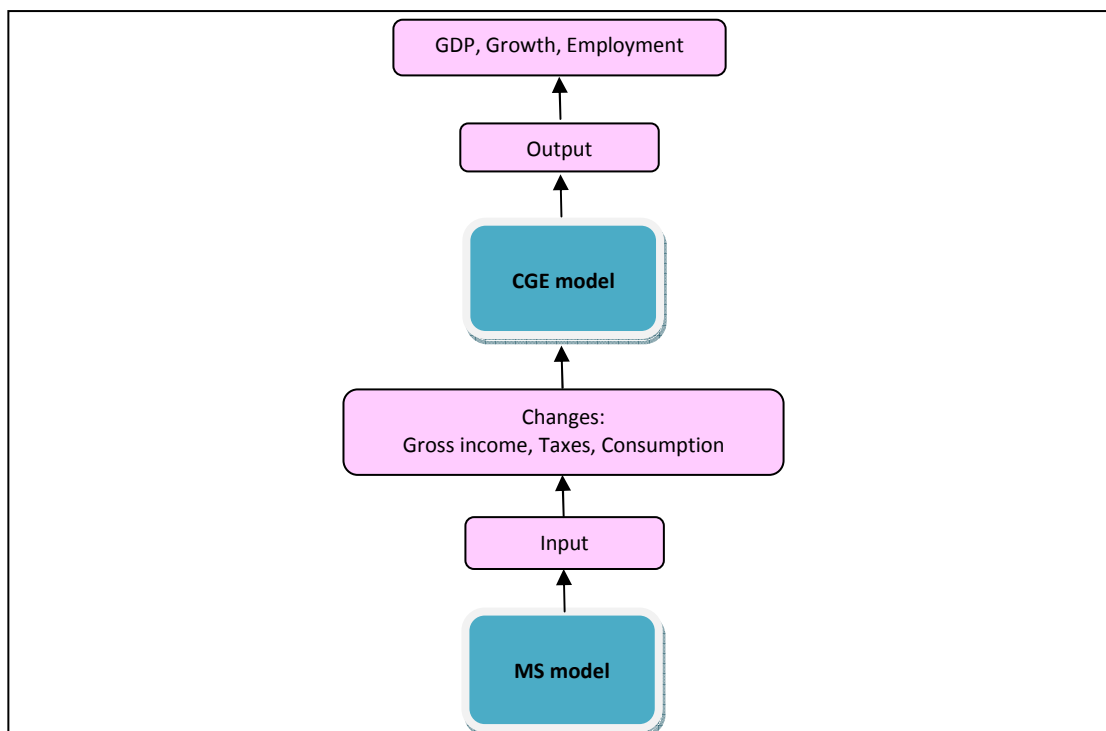 GDP, Growth, Employment
Output
CGE model
Changes:
Gross income, Taxes, Consumption
Input
MS model